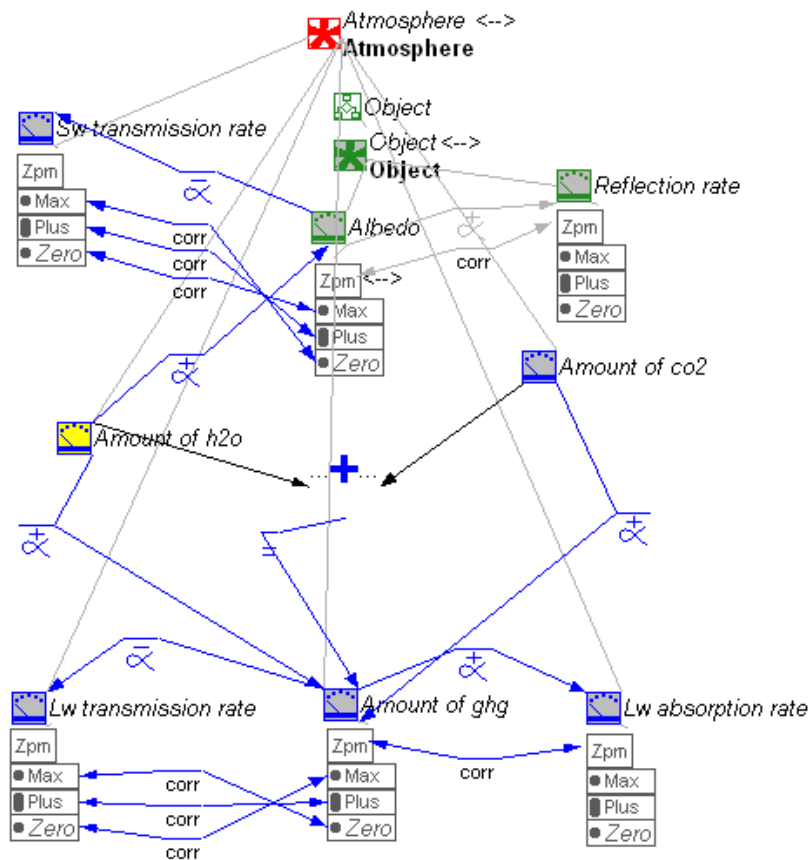 Atmosphere <-->
Atmosphere
Object
Object <-->
Object
Sw transmission rate
Zpm
Max
Plus
Zero
∝
-
corr
corr
corr
Albedo
Zpm <-->
Max
Plus
Zero
∝
+
corr
Reflection rate
Zpm
Max
Plus
Zero
∝
+
Amount of co2
Amount of h2o
+
=
∝
+
∝
+
∝
-
∝
+
Lw transmission rate
Zpm
Max
Plus
Zero
corr
corr
corr
Amount of ghg
Zpm
Max
Plus
Zero
corr
Lw absorption rate
Zpm
Max
Plus
Zero